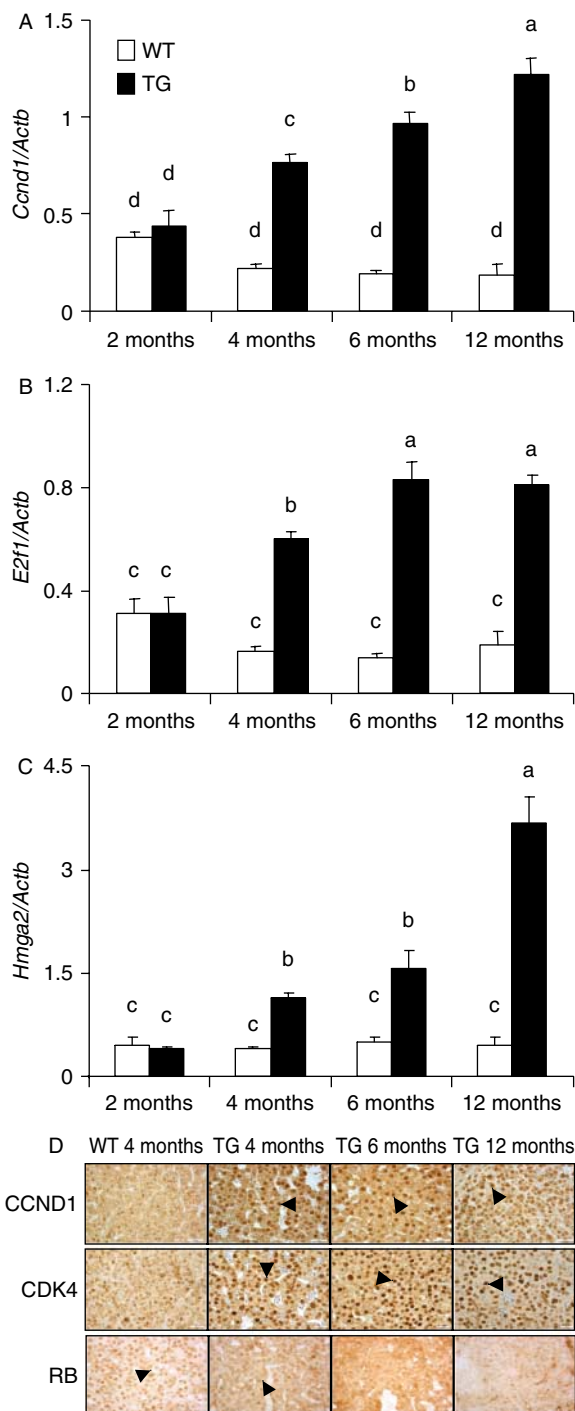 A
1.5
WT
TG
a
b
c
d d
d d d
1
0.5
0
Ccnd1/Actb
2 months 4 months 6 months 12 months
B
1.2
a a
b
c c
c c c
0.8
0.4
0
E2f1/Actb
2 months 4 months 6 months 12 months
C
4.5
a
b
b
c c c c c
3
1.5
0
Hmga2/Actb
2 months 4 months 6 months 12 months
D WT 4 months TG 4 months TG 6 months TG 12 months
CCND1
CDK4
RB